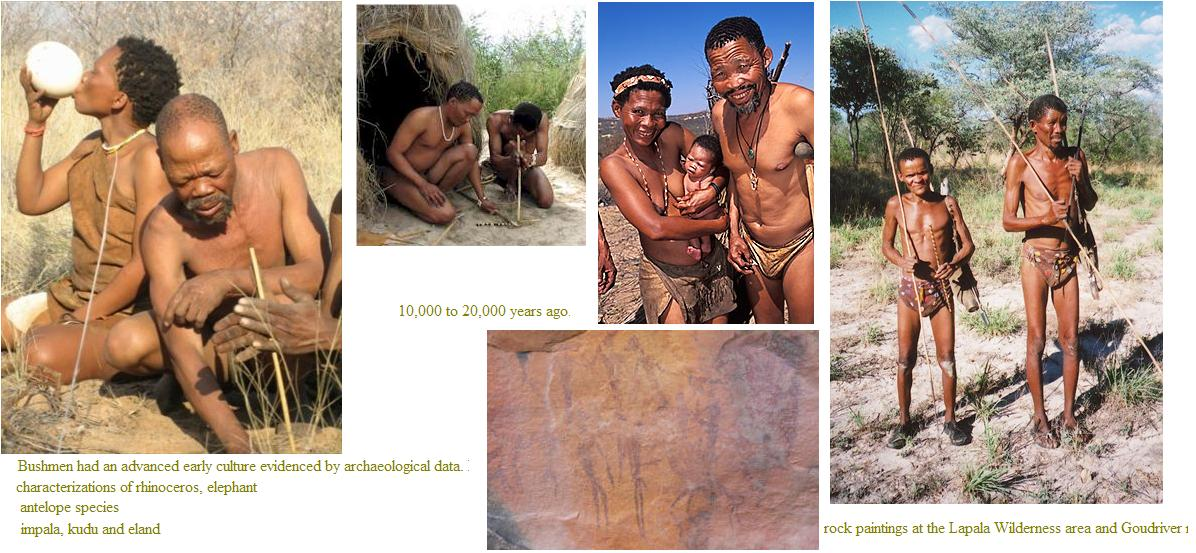 10,000 to 20,000 years ago.
Bushmen had an advanced early culture evidenced by archaeological data.
characterizations of rhinoceros, elephant
antelope species
impala, kudu and eland
rock paintings at the Lapala Wilderness area and Goudriver